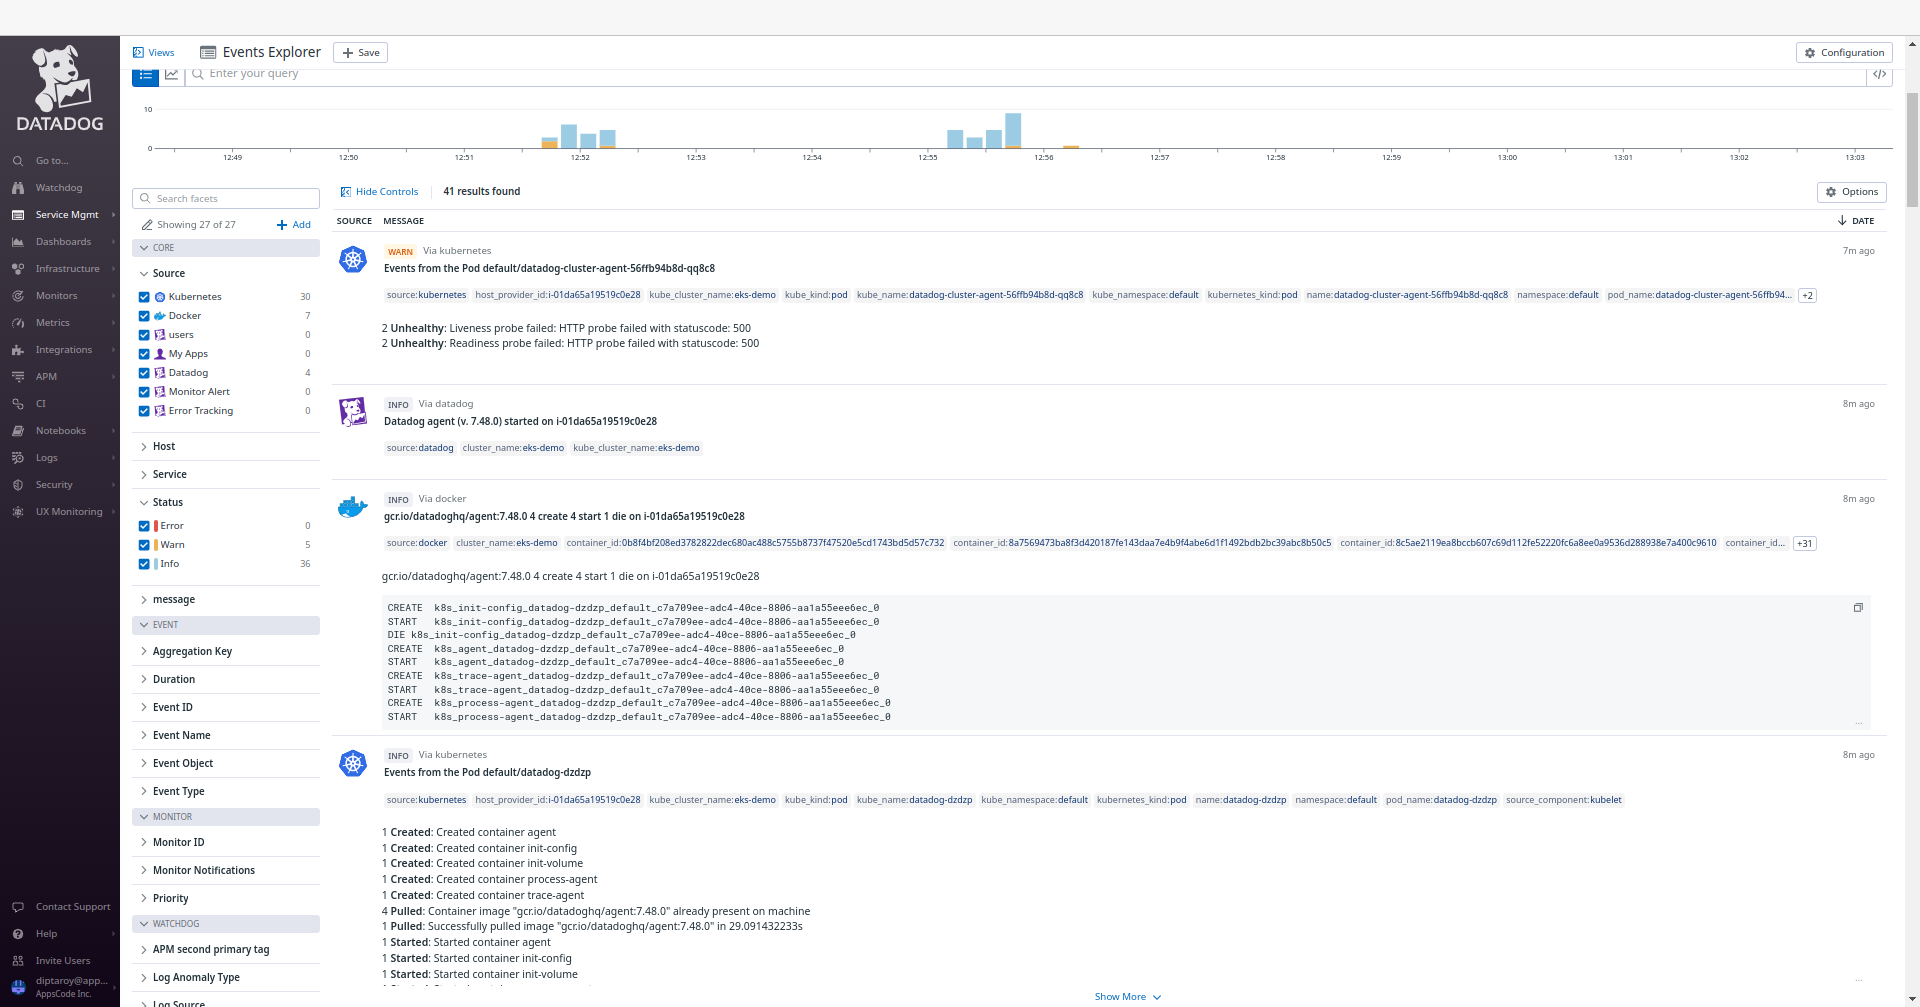 Views
Events Explorer
+ Save
Configuration
DATADOG
Enter your query
</>
10
0
12:49 12:50 12:51 12:52 12:53 12:54 12:55 12:56 12:57 12:58 12:59 13:00 13:01 13:02 13:03
Go to...
Watchdog
Service Mgmt
Dashboards
Infrastructure
Monitors
Metrics
Integrations
APM
CI
Notebooks
Logs
Security
UX Monitoring
Contact Support
Help
Invite Users
diptaroy@app...
AppsCode Inc.
Search facets
Showing 27 of 27
+ Add
CORE
Source
Kubernetes 30
Docker 7
users 0
My Apps 0
Datadog 4
Monitor Alert 0
Error Tracking 0
Host
Service
Status
Error 0
Warn 5
Info 36
message
EVENT
Aggregation Key
Duration
Event ID
Event Name
Event Object
Event Type
MONITOR
Monitor ID
Monitor Notifications
Priority
WATCHDOG
APM second primary tag
Log Anomaly Type
Log Source
Hide Controls
41 results found
Options
SOURCE MESSAGE DATE
WARN Via kubernetes 7m ago
Events from the Pod default/datadog-cluster-agent-56ffb94b8d-qq8c8
source:kubernetes host_provider_id:i-01da65a19519c0e28 kube_cluster_name:eks-demo kube_kind:pod kube_name:datadog-cluster-agent-56ffb94b8d-qq8c8 kube_namespace:default kubernetes_kind:pod name:datadog-cluster-agent-56ffb94b8d-qq8c8 namespace:default pod_name:datadog-cluster-agent-56ffb94... +2
2 Unhealthy: Liveness probe failed: HTTP probe failed with statuscode: 500
2 Unhealthy: Readiness probe failed: HTTP probe failed with statuscode: 500
INFO Via datadog 8m ago
Datadog agent (v. 7.48.0) started on i-01da65a19519c0e28
source:datadog cluster_name:eks-demo kube_cluster_name:eks-demo
INFO Via docker 8m ago
gcr.io/datadoghq/agent:7.48.0 4 create 4 start 1 die on i-01da65a19519c0e28
source:docker cluster_name:eks-demo container_id:0b8f4bf208ed3782822dec680ac488c5755b8737f47520e5cd1743bd5d57c732 container_id:8a7569473ba8f3d420187fe143daa7e4b9f4abe6d1f1492bdb2bc39abc8b50c5 container_id:8c5ae2119ea8bccb607c69d112fe52220fc6a8ee0a9536d288938e7a400c9610 container_id... +31
gcr.io/datadoghq/agent:7.48.0 4 create 4 start 1 die on i-01da65a19519c0e28
CREATE k8s_init-config_datadog-dzdzp_default_c7a709ee-adc4-40ce-8806-aa1a55eee6ec_0
START k8s_init-config_datadog-dzdzp_default_c7a709ee-adc4-40ce-8806-aa1a55eee6ec_0
DIE k8s_init-config_datadog-dzdzp_default_c7a709ee-adc4-40ce-8806-aa1a55eee6ec_0
CREATE k8s_agent_datadog-dzdzp_default_c7a709ee-adc4-40ce-8806-aa1a55eee6ec_0
START k8s_agent_datadog-dzdzp_default_c7a709ee-adc4-40ce-8806-aa1a55eee6ec_0
CREATE k8s_trace-agent_datadog-dzdzp_default_c7a709ee-adc4-40ce-8806-aa1a55eee6ec_0
START k8s_trace-agent_datadog-dzdzp_default_c7a709ee-adc4-40ce-8806-aa1a55eee6ec_0
CREATE k8s_process-agent_datadog-dzdzp_default_c7a709ee-adc4-40ce-8806-aa1a55eee6ec_0
START k8s_process-agent_datadog-dzdzp_default_c7a709ee-adc4-40ce-8806-aa1a55eee6ec_0
...
INFO Via kubernetes 8m ago
Events from the Pod default/datadog-dzdzp
source:kubernetes host_provider_id:i-01da65a19519c0e28 kube_cluster_name:eks-demo kube_kind:pod kube_name:datadog-dzdzp kube_namespace:default kubernetes_kind:pod name:datadog-dzdzp namespace:default pod_name:datadog-dzdzp source_component:kubelet
1 Created: Created container agent
1 Created: Created container init-config
1 Created: Created container init-volume
1 Created: Created container process-agent
1 Created: Created container trace-agent
4 Pulled: Container image "gcr.io/datadoghq/agent:7.48.0" already present on machine
1 Pulled: Successfully pulled image "gcr.io/datadoghq/agent:7.48.0" in 29.091432233s
1 Started: Started container agent
1 Started: Started container init-config
1 Started: Started container init-volume
...
Show More